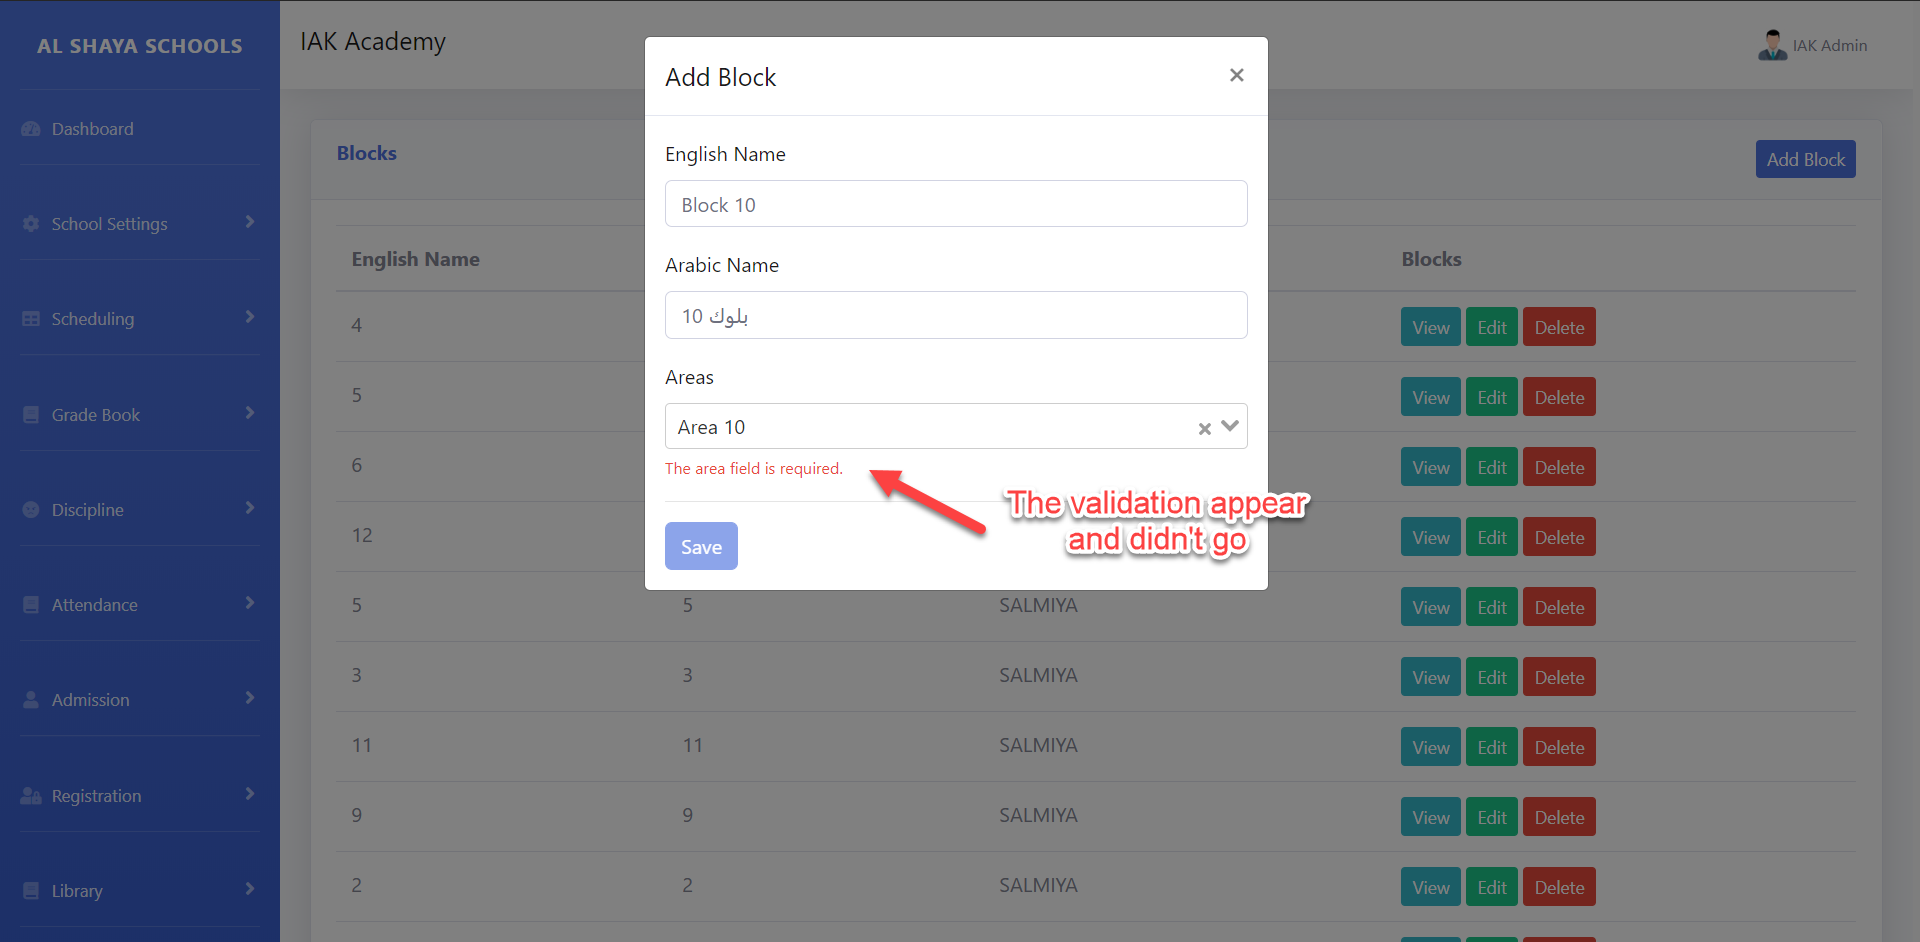 AL SHAYA SCHOOLS
IAK Academy
IAK Admin
Dashboard
School Settings
Scheduling
Grade Book
Discipline
Attendance
Admission
Registration
Library
Blocks
Add Block
English Name
Blocks
4
View Edit Delete
5
View Edit Delete
6
View Edit Delete
12
View Edit Delete
5 5 SALMIYA View Edit Delete
3 3 SALMIYA View Edit Delete
11 11 SALMIYA View Edit Delete
9 9 SALMIYA View Edit Delete
2 2 SALMIYA View Edit Delete
Add Block
×
English Name
Block 10
Arabic Name
بلوك 10
Areas
Area 10
×
The area field is required.
Save
The validation appear
and didn't go